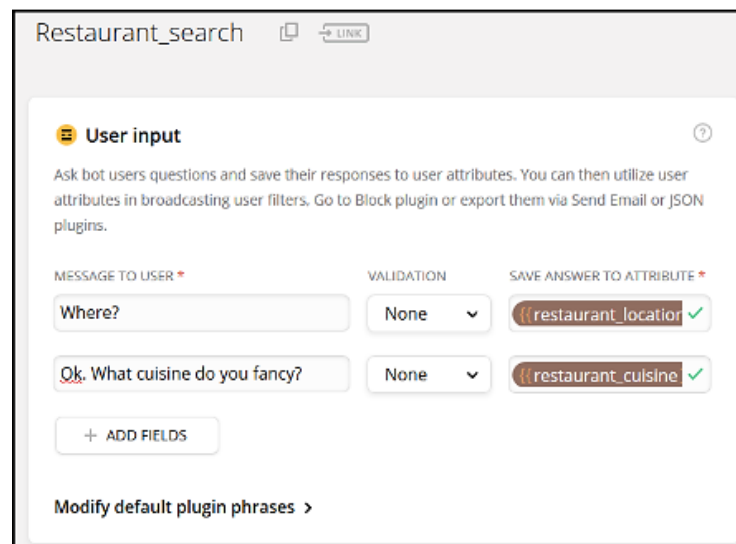 Restaurant_search LINK
User input ?
Ask bot users questions and save their responses to user attributes. You can then utilize user
attributes in broadcasting user filters, Go to Block plugin or export them via Send Email or JSON
plugins.
MESSAGE TO USER * VALIDATION SAVE ANSWER TO ATTRIBUTE *
Where? None {{restaurant_location
Ok. What cuisine do you fancy? None {{restaurant_cuisine
+ ADD FIELDS
Modify default plugin phrases >